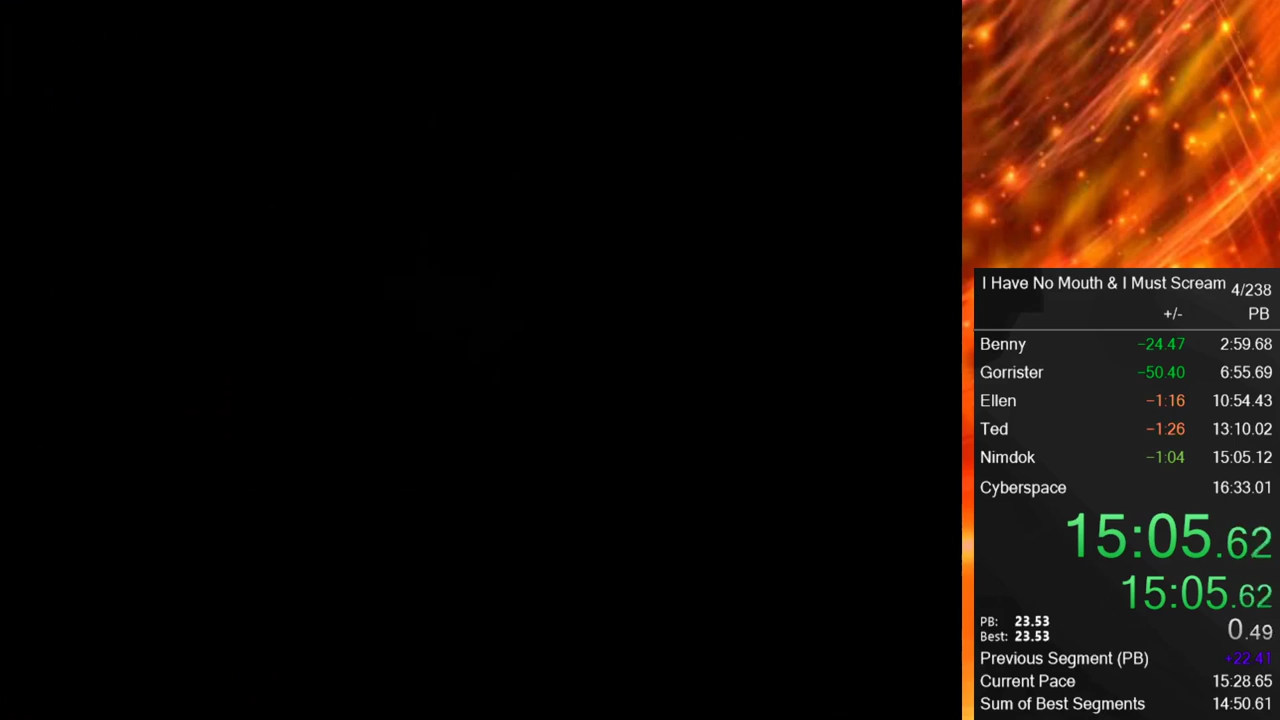 I Have No Mouth & I Must Scream 4/238
+/- PB
Benny −24.47 2:59.68
Gorrister −50.40 6:55.69
Ellen −1:16 10:54.43
Ted −1:26 13:10.02
Nimdok −1:04 15:05.12
Cyberspace 16:33.01
15:05.62
15:05.62
PB: 23.53 0.49
Best: 23.53
Previous Segment (PB) +22.41
Current Pace 15:28.65
Sum of Best Segments 14:50.61